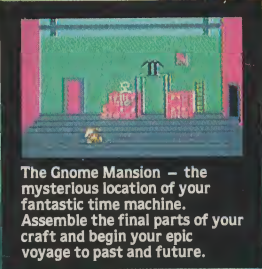 The Gnome Mansion — the
mysterious location of your
fantastic time machine.
Assemble the final parts of your
craft and begin your epic
voyage to past and future.